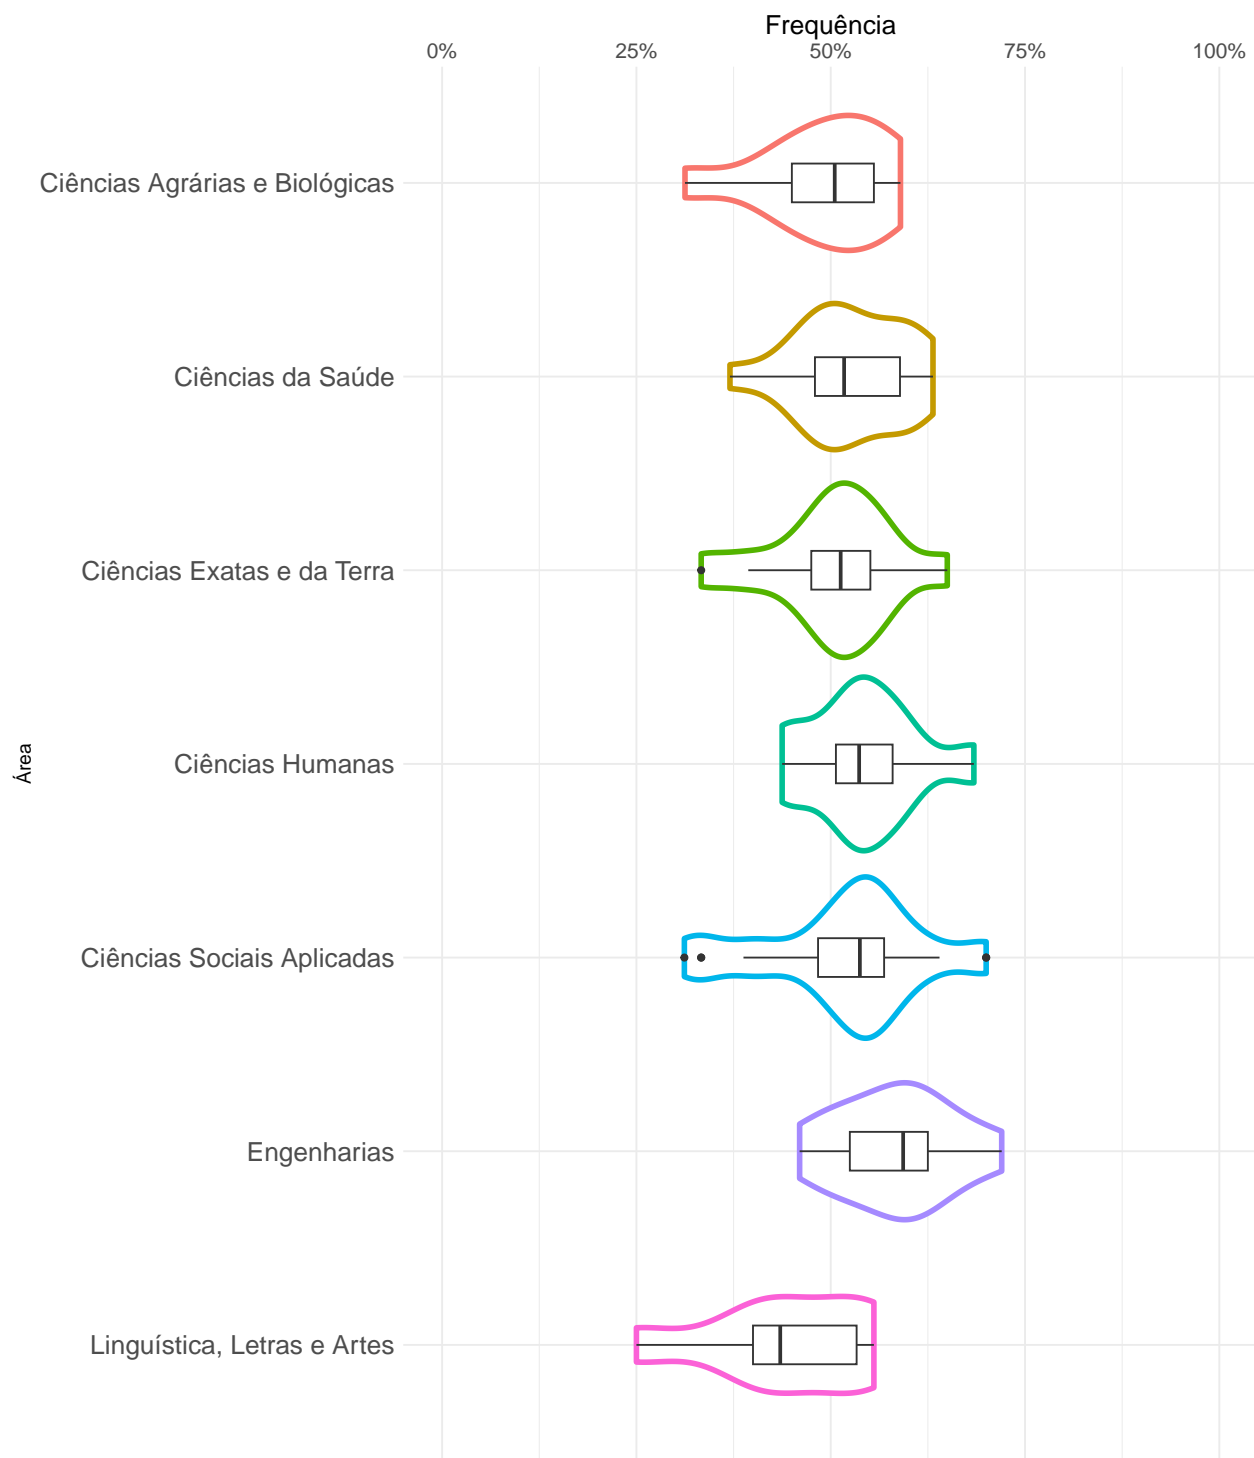 Frequência
0% 25% 50% 75% 100%
Ciências Agrárias e Biológicas
Ciências da Saúde
Ciências Exatas e da Terra
Ciências Humanas
Área
Ciências Sociais Aplicadas
Engenharias
Linguística, Letras e Artes